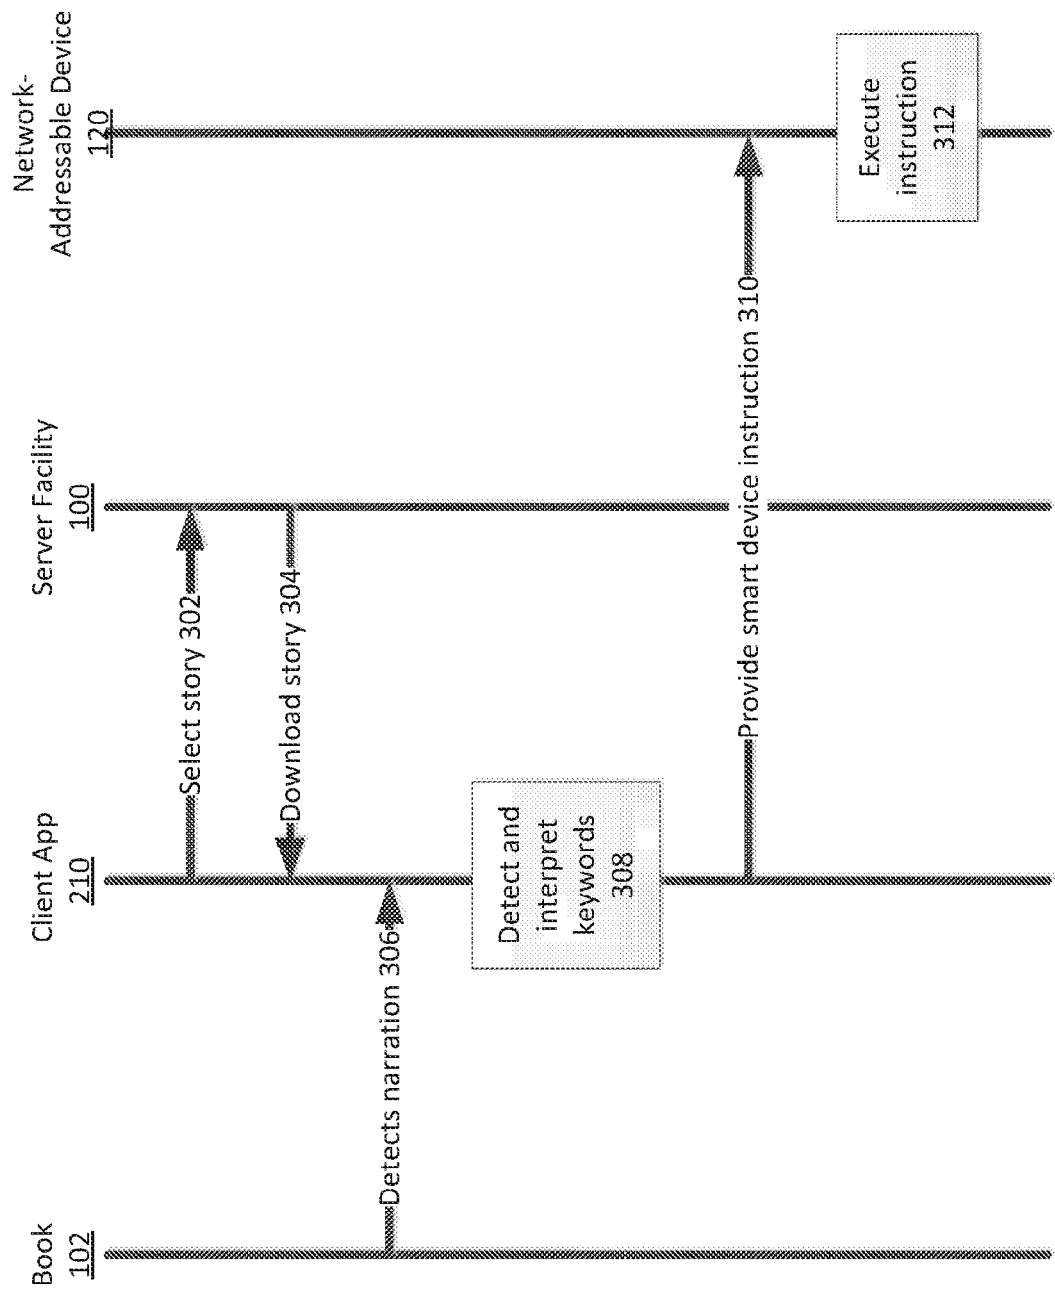 Book
102
Client App
210
Server Facility
100
Network-
Addressable Device
120
Select story 302
Download story 304
Detects narration 306
Detect and
interpret
keywords
308
Provide smart device instruction 310
Execute
instruction
312